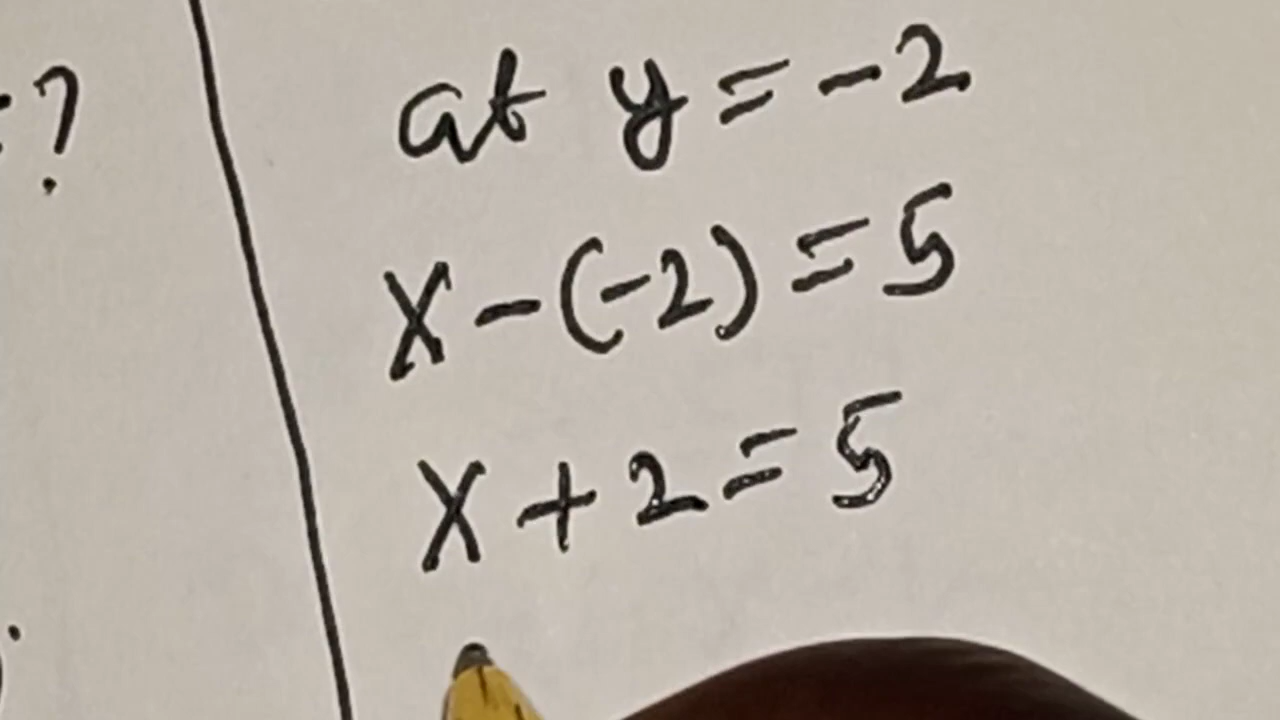 ?
at y = -2
x - (-2) = 5
x + 2 = 5